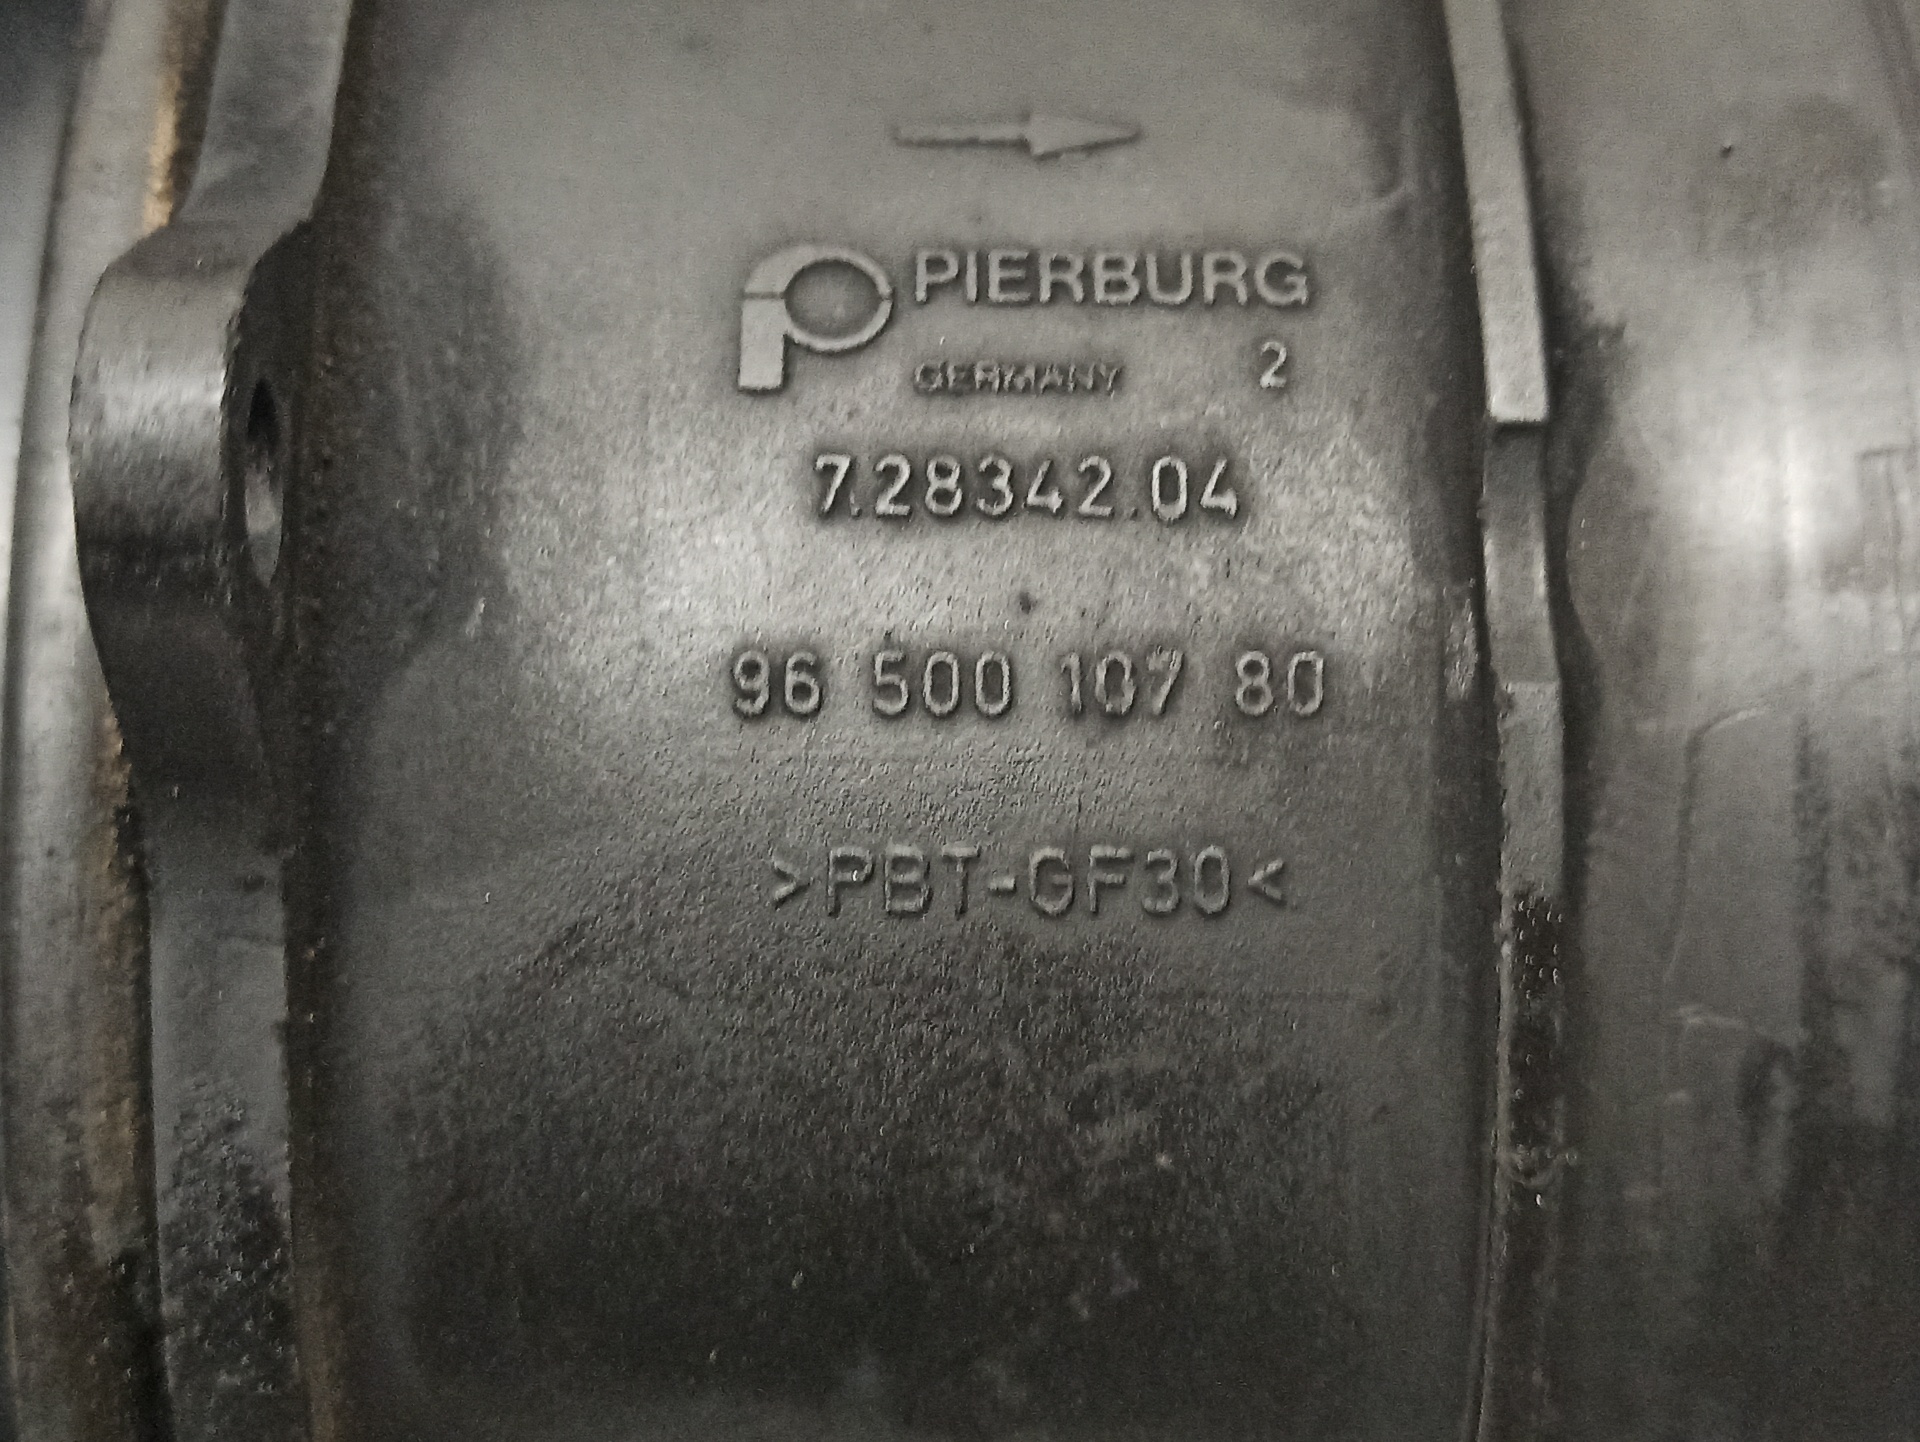 PIERBURG
GERMANY 2
7.28342.04
96 500 107 80
>PBT-GF30<